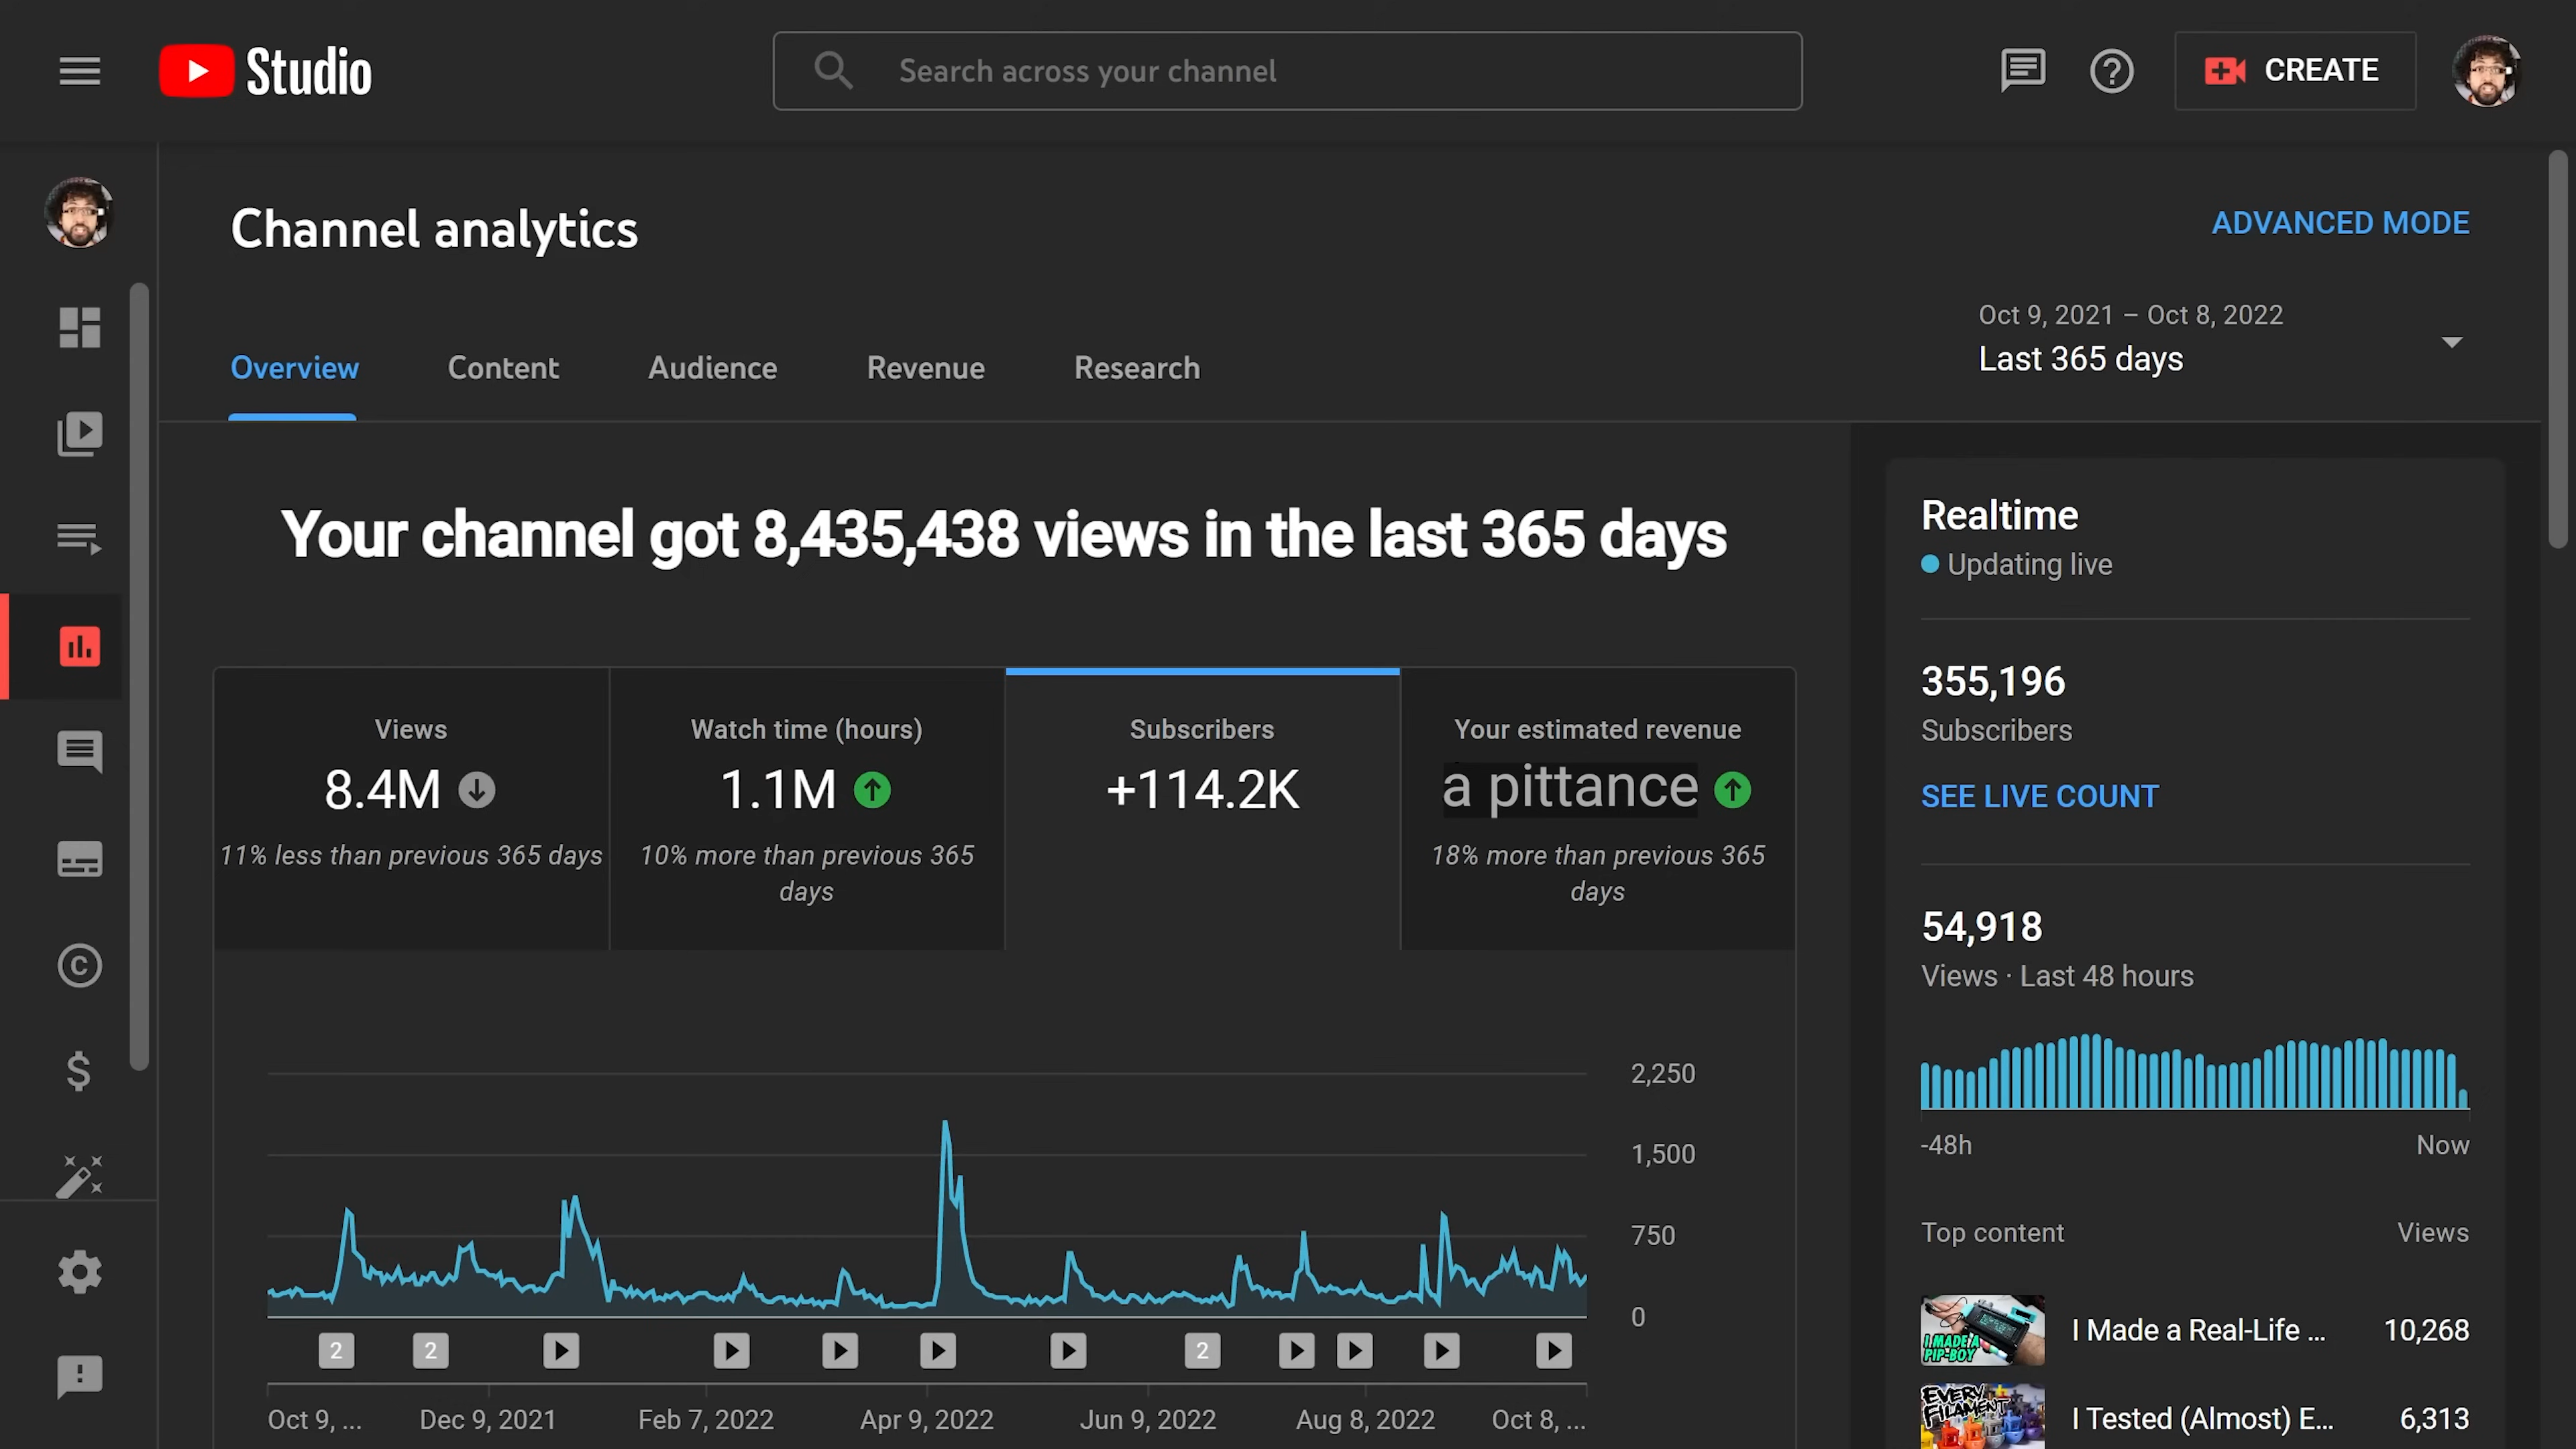 Studio
Search across your channel
CREATE
Channel analytics
ADVANCED MODE
Oct 9, 2021 – Oct 8, 2022
Last 365 days
Overview
Content
Audience
Revenue
Research
Your channel got 8,435,438 views in the last 365 days
Views
8.4M
11% less than previous 365 days
Watch time (hours)
1.1M
10% more than previous 365
days
Subscribers
+114.2K
Your estimated revenue
a pittance
18% more than previous 365
days
2,250
1,500
750
0
2
2
2
Oct 9, ...
Dec 9, 2021
Feb 7, 2022
Apr 9, 2022
Jun 9, 2022
Aug 8, 2022
Oct 8, ...
Realtime
Updating live
355,196
Subscribers
SEE LIVE COUNT
54,918
Views · Last 48 hours
-48h
Now
Top content
Views
I MADE A
PIP-BOY
I Made a Real-Life ...
10,268
EVERY
FILAMENT
I Tested (Almost) E...
6,313